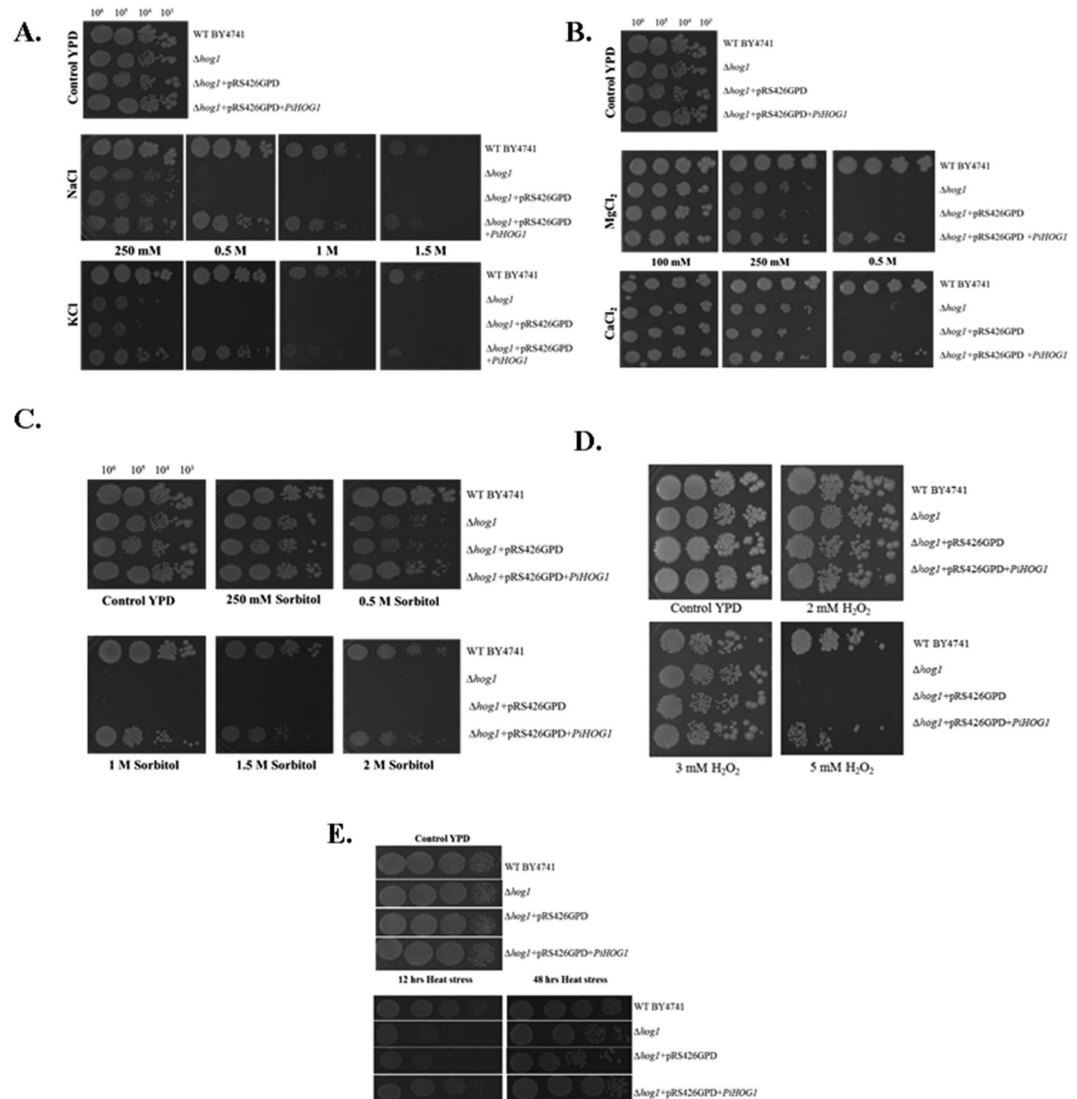 A.
10⁶ 10⁵ 10⁴ 10³
Control YPD
WT BY4741
Δhog1
Δhog1+pRS426GPD
Δhog1+pRS426GPD+PiHOG1
NaCl
WT BY4741
Δhog1
Δhog1+pRS426GPD
Δhog1+pRS426GPD
+PiHOG1
250 mM 0.5 M 1 M 1.5 M
KCl
WT BY4741
Δhog1
Δhog1+pRS426GPD
Δhog1+pRS426GPD
+PiHOG1
B.
10⁶ 10⁵ 10⁴ 10³
Control YPD
WT BY4741
Δhog1
Δhog1+pRS426GPD
Δhog1+pRS426GPD+PiHOG1
MgCl₂
WT BY4741
Δhog1
Δhog1+pRS426GPD
Δhog1+pRS426GPD +PiHOG1
100 mM 250 mM 0.5 M
CaCl₂
WT BY4741
Δhog1
Δhog1+pRS426GPD
Δhog1+pRS426GPD +PiHOG1
C.
10⁶ 10⁵ 10⁴ 10³
WT BY4741
Δhog1
Δhog1+pRS426GPD
Δhog1+pRS426GPD+PiHOG1
Control YPD 250 mM Sorbitol 0.5 M Sorbitol
WT BY4741
Δhog1
Δhog1+pRS426GPD
Δhog1+pRS426GPD+PiHOG1
1 M Sorbitol 1.5 M Sorbitol 2 M Sorbitol
D.
WT BY4741
Δhog1
Δhog1+pRS426GPD
Δhog1+pRS426GPD+PiHOG1
Control YPD 2 mM H₂O₂
WT BY4741
Δhog1
Δhog1+pRS426GPD
Δhog1+pRS426GPD+PiHOG1
3 mM H₂O₂ 5 mM H₂O₂
E.
Control YPD
WT BY4741
Δhog1
Δhog1+pRS426GPD
Δhog1+pRS426GPD+PiHOG1
12 hrs Heat stress 48 hrs Heat stress
WT BY4741
Δhog1
Δhog1+pRS426GPD
Δhog1+pRS426GPD+PiHOG1